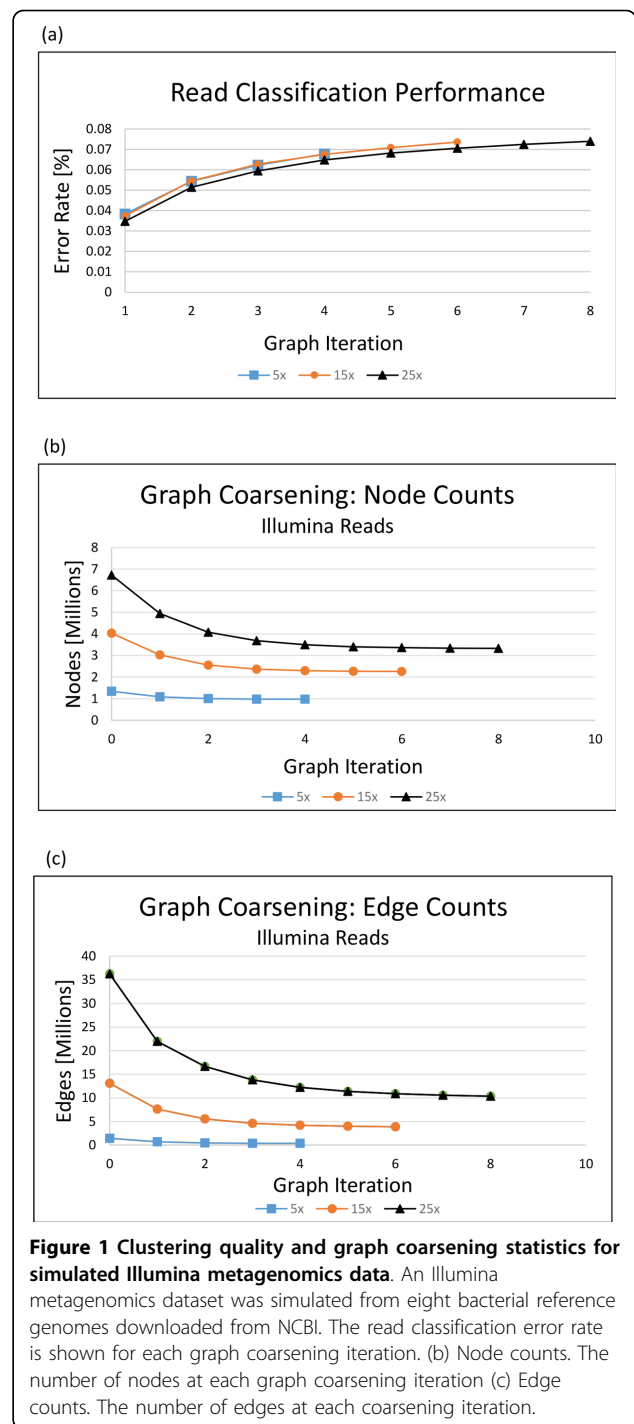 (a)
Read Classification Performance
Error Rate [%]
0.08
0.07
0.06
0.05
0.04
0.03
0.02
0.01
0
1 2 3 4 5 6 7 8
Graph Iteration
5x 15x 25x
(b)
Graph Coarsening: Node Counts
Illumina Reads
Nodes [Millions]
8
7
6
5
4
3
2
1
0
0 2 4 6 8 10
Graph Iteration
5x 15x 25x
(c)
Graph Coarsening: Edge Counts
Illumina Reads
Edges [Millions]
40
35
30
25
20
15
10
5
0
0 2 4 6 8 10
Graph Iteration
5x 15x 25x
Figure 1 Clustering quality and graph coarsening statistics for
simulated Illumina metagenomics data. An Illumina
metagenomics dataset was simulated from eight bacterial reference
genomes downloaded from NCBI. The read classification error rate
is shown for each graph coarsening iteration. (b) Node counts. The
number of nodes at each graph coarsening iteration (c) Edge
counts. The number of edges at each coarsening iteration.